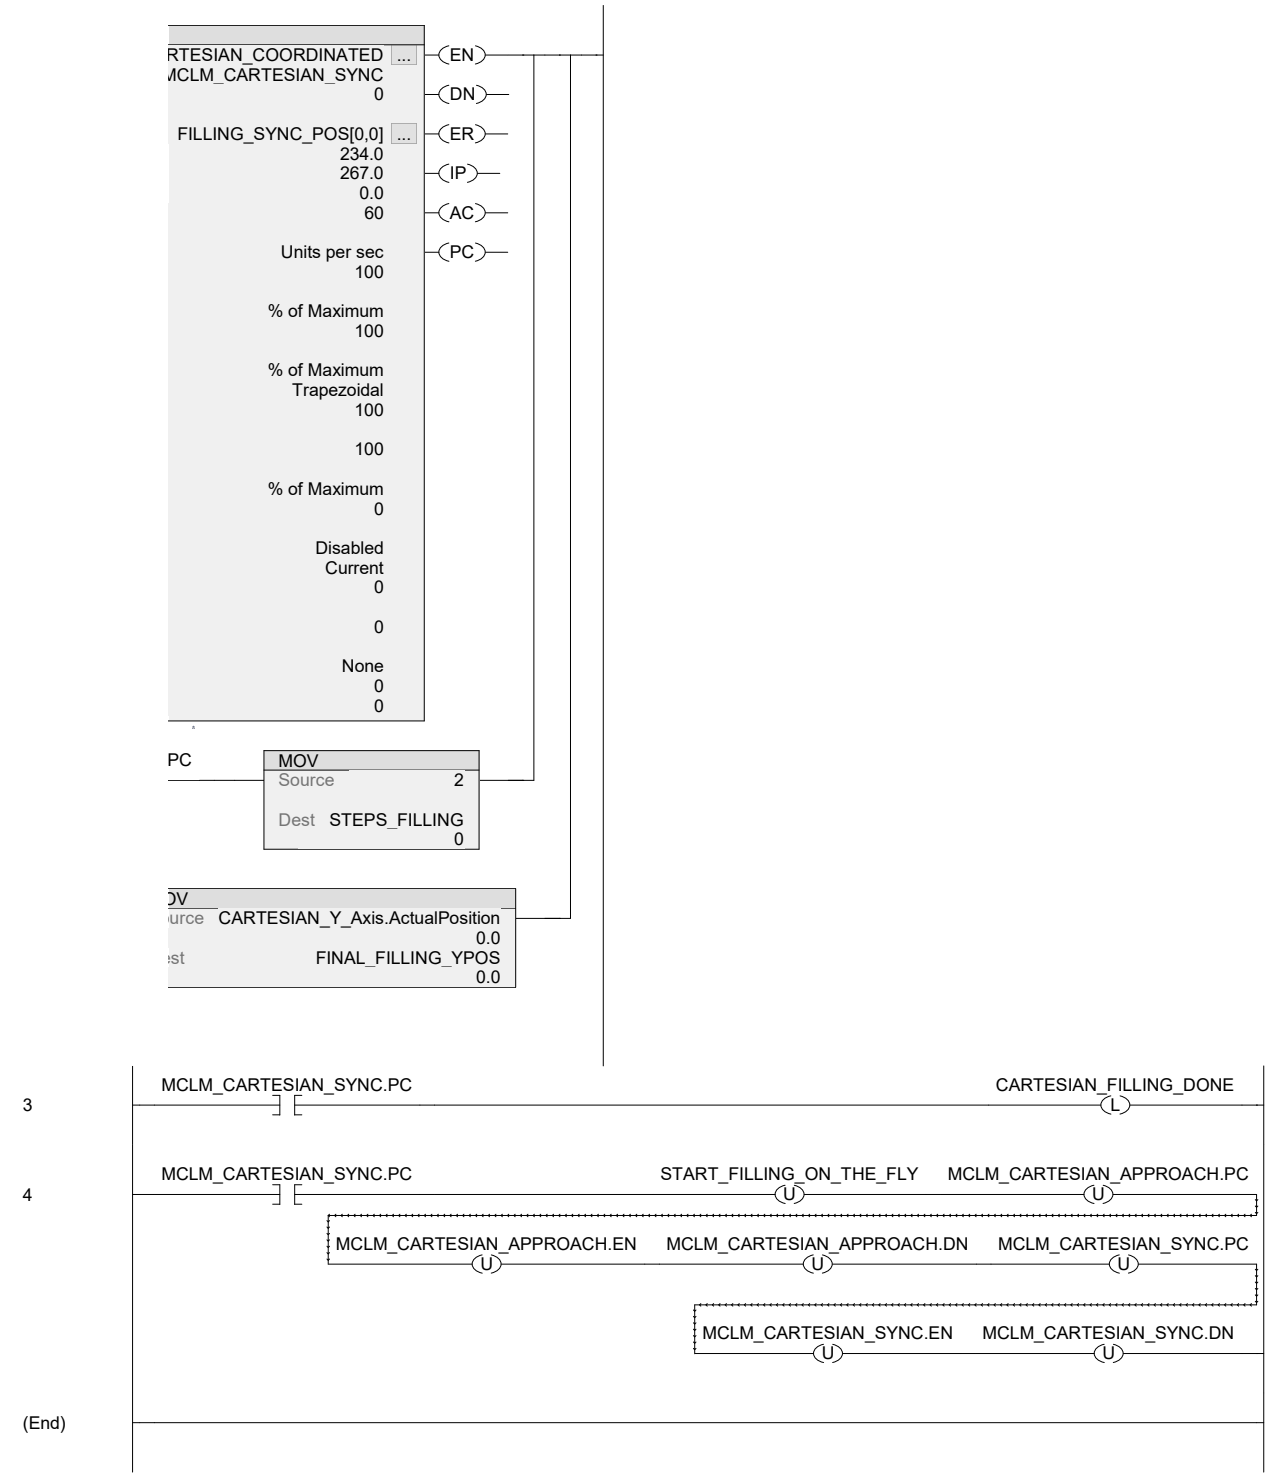 RTESIAN_COORDINATED ... EN
MCLM_CARTESIAN_SYNC
0 DN
FILLING_SYNC_POS[0,0] ... ER
234.0
267.0 IP
0.0
60 AC
Units per sec PC
100
% of Maximum
100
% of Maximum
Trapezoidal
100
100
% of Maximum
0
Disabled
Current
0
0
None
0
0
PC MOV
Source 2
Dest STEPS_FILLING
0
OV
urce CARTESIAN_Y_Axis.ActualPosition
0.0
est FINAL_FILLING_YPOS
0.0
MCLM_CARTESIAN_SYNC.PC CARTESIAN_FILLING_DONE
3 L
MCLM_CARTESIAN_SYNC.PC START_FILLING_ON_THE_FLY MCLM_CARTESIAN_APPROACH.PC
4 U U
MCLM_CARTESIAN_APPROACH.EN MCLM_CARTESIAN_APPROACH.DN MCLM_CARTESIAN_SYNC.PC
U U U
MCLM_CARTESIAN_SYNC.EN MCLM_CARTESIAN_SYNC.DN
U U
(End)